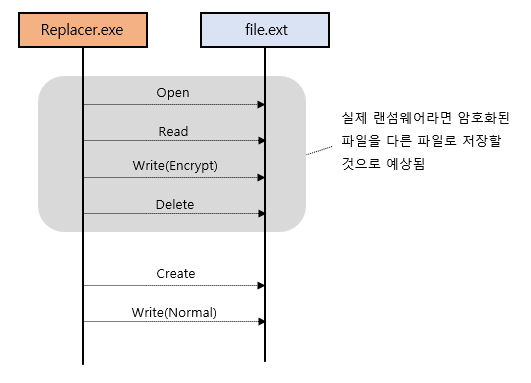 Replacer.exe
file.ext
Open
Read
Write(Encrypt)
Delete
Create
Write(Normal)
실제 랜섬웨어라면 암호화된
파일을 다른 파일로 저장할
것으로 예상됨